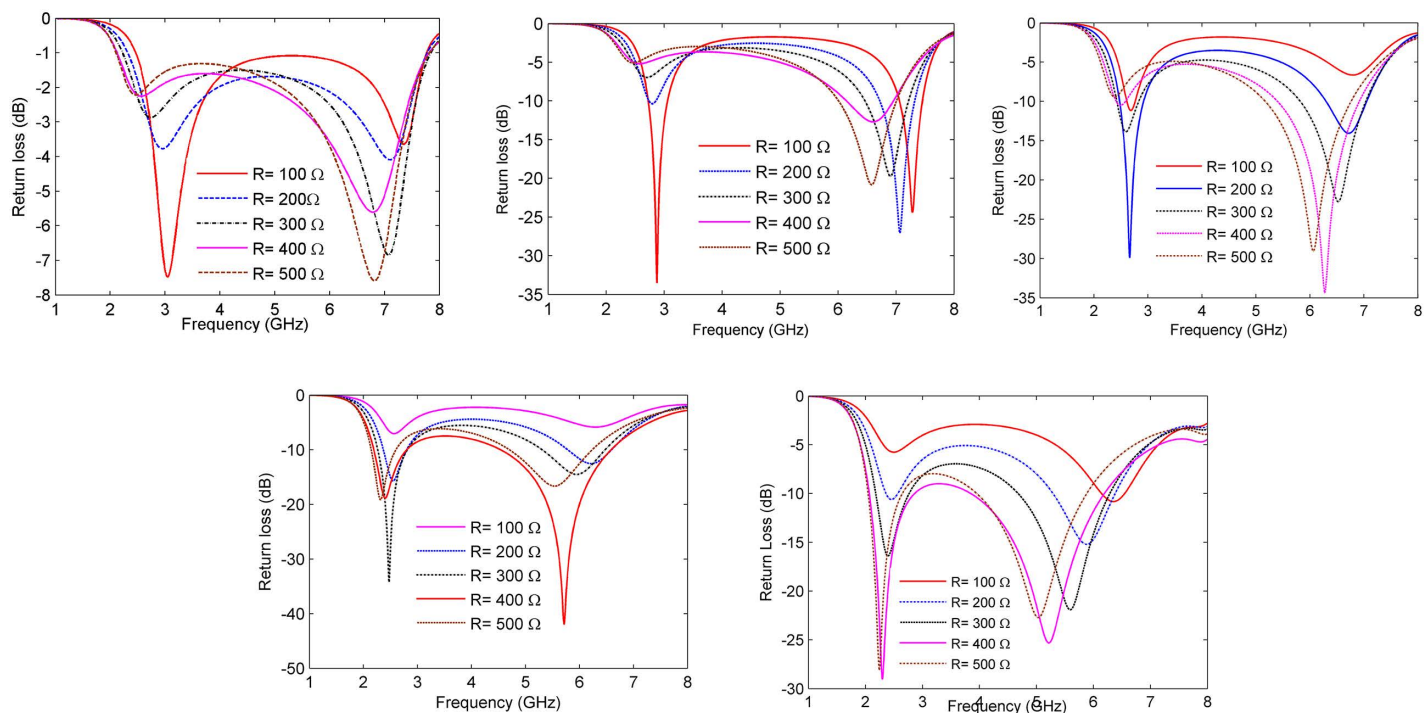 0
-1
-2
-3
-4
-5
-6
-7
-8
Return loss (dB)
R= 100 Ω
R= 200Ω
R= 300 Ω
R= 400 Ω
R= 500 Ω
1 2 3 4 5 6 7 8
Frequency (GHz)
0
-5
-10
-15
-20
-25
-30
-35
Return loss (dB)
R= 100 Ω
R= 200 Ω
R= 300 Ω
R= 400 Ω
R= 500 Ω
1 2 3 4 5 6 7 8
Frequency (GHz)
0
-5
-10
-15
-20
-25
-30
-35
Return loss (dB)
R= 100 Ω
R= 200 Ω
R= 300 Ω
R= 400 Ω
R= 500 Ω
1 2 3 4 5 6 7 8
Frequency (GHz)
0
-10
-20
-30
-40
-50
Return loss (dB)
R= 100 Ω
R= 200 Ω
R= 300 Ω
R= 400 Ω
R= 500 Ω
1 2 3 4 5 6 7 8
Frequency (GHz)
0
-5
-10
-15
-20
-25
-30
Return Loss (dB)
R= 100 Ω
R= 200 Ω
R= 300 Ω
R= 400 Ω
R= 500 Ω
1 2 3 4 5 6 7 8
Frequency (GHz)